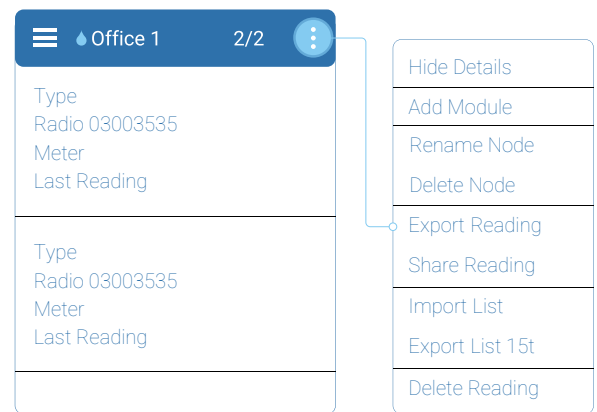 Office 1 2/2
Type
Radio 03003535
Meter
Last Reading
Type
Radio 03003535
Meter
Last Reading
Hide Details
Add Module
Rename Node
Delete Node
Export Reading
Share Reading
Import List
Export List 15t
Delete Reading